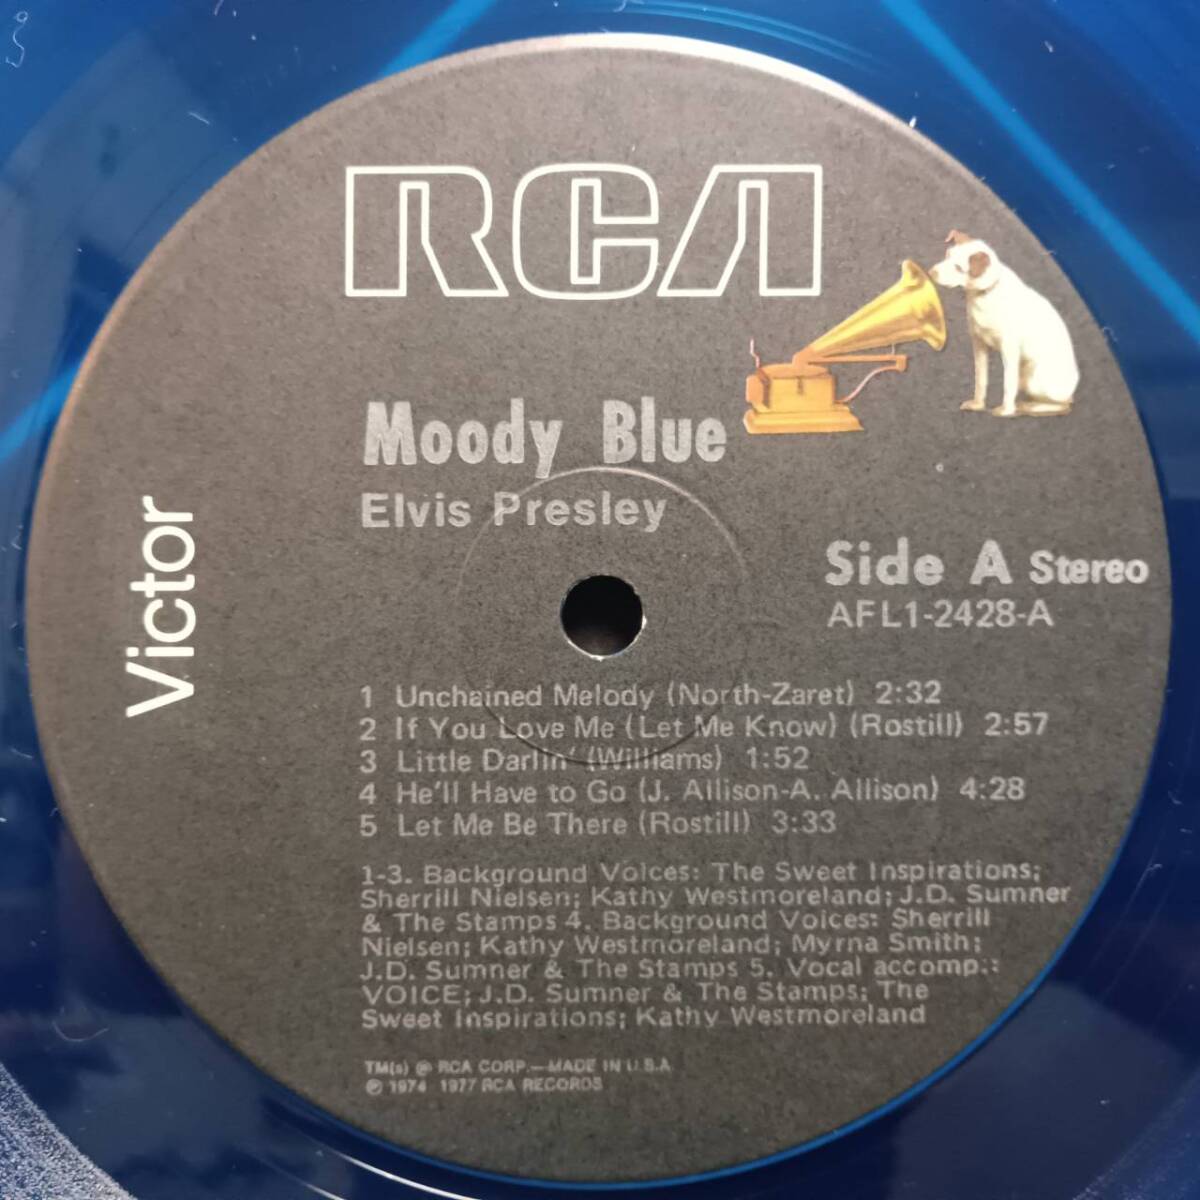 RCA
Moody Blue
Elvis Presley
Victor
Side A Stereo
AFL1-2428-A
1 Unchained Melody (North-Zaret) 2:32
2 If You Love Me (Let Me Know) (Rostill) 2:57
3 Little Darlin' (Williams) 1:52
4 He'll Have to Go (J. Allison-A. Allison) 4:28
5 Let Me Be There (Rostill) 3:33
1-3. Background Voices: The Sweet Inspirations;
Sherrill Nielsen; Kathy Westmoreland; J.D. Sumner
& The Stamps 4. Background Voices: Sherrill
Nielsen; Kathy Westmoreland; Myrna Smith;
J.D. Sumner & The Stamps 5. Vocal accomp.:
VOICE; J.D. Sumner & The Stamps; The
Sweet Inspirations; Kathy Westmoreland
TM(s) ® RCA CORP.—MADE IN U.S.A.
℗ 1974 1977 RCA RECORDS